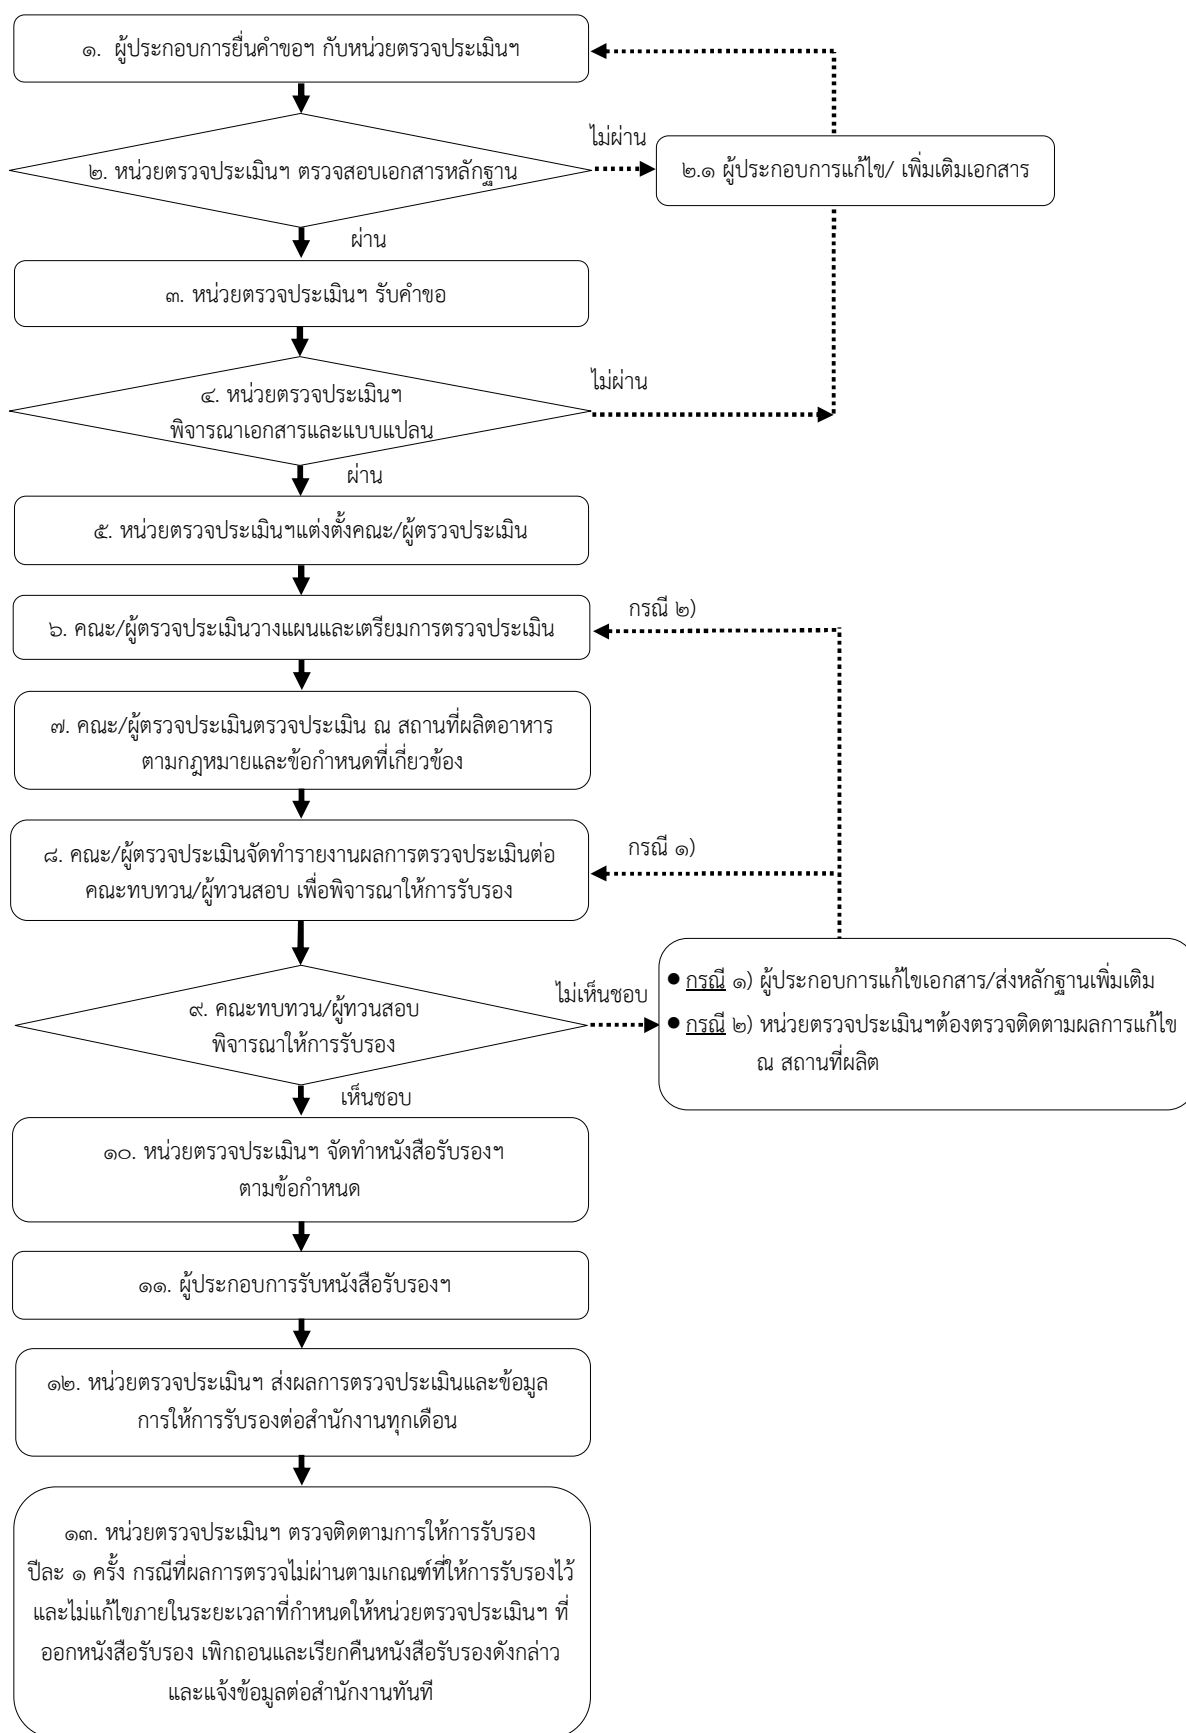 ๑. ผู้ประกอบการยื่นคำขอฯ กับหน่วยตรวจประเมินฯ
ไม่ผ่าน
๒. หน่วยตรวจประเมินฯ ตรวจสอบเอกสารหลักฐาน
๒.๑ ผู้ประกอบการแก้ไข/ เพิ่มเติมเอกสาร
ผ่าน
๓. หน่วยตรวจประเมินฯ รับคำขอ
ไม่ผ่าน
๔. หน่วยตรวจประเมินฯ
พิจารณาเอกสารและแบบแปลน
ผ่าน
๕. หน่วยตรวจประเมินฯแต่งตั้งคณะ/ผู้ตรวจประเมิน
กรณี ๒)
๖. คณะ/ผู้ตรวจประเมินวางแผนและเตรียมการตรวจประเมิน
๗. คณะ/ผู้ตรวจประเมินตรวจประเมิน ณ สถานที่ผลิตอาหาร
ตามกฎหมายและข้อกำหนดที่เกี่ยวข้อง
กรณี ๑)
๘. คณะ/ผู้ตรวจประเมินจัดทำรายงานผลการตรวจประเมินต่อ
คณะทบทวน/ผู้ทวนสอบ เพื่อพิจารณาให้การรับรอง
ไม่เห็นชอบ
๙. คณะทบทวน/ผู้ทวนสอบ
พิจารณาให้การรับรอง
● กรณี ๑) ผู้ประกอบการแก้ไขเอกสาร/ส่งหลักฐานเพิ่มเติม
● กรณี ๒) หน่วยตรวจประเมินฯต้องตรวจติดตามผลการแก้ไข
ณ สถานที่ผลิต
เห็นชอบ
๑๐. หน่วยตรวจประเมินฯ จัดทำหนังสือรับรองฯ
ตามข้อกำหนด
๑๑. ผู้ประกอบการรับหนังสือรับรองฯ
๑๒. หน่วยตรวจประเมินฯ ส่งผลการตรวจประเมินและข้อมูล
การให้การรับรองต่อสำนักงานทุกเดือน
๑๓. หน่วยตรวจประเมินฯ ตรวจติดตามการให้การรับรอง
ปีละ ๑ ครั้ง กรณีที่ผลการตรวจไม่ผ่านตามเกณฑ์ที่ให้การรับรองไว้
และไม่แก้ไขภายในระยะเวลาที่กำหนดให้หน่วยตรวจประเมินฯ ที่
ออกหนังสือรับรอง เพิกถอนและเรียกคืนหนังสือรับรองดังกล่าว
และแจ้งข้อมูลต่อสำนักงานทันที